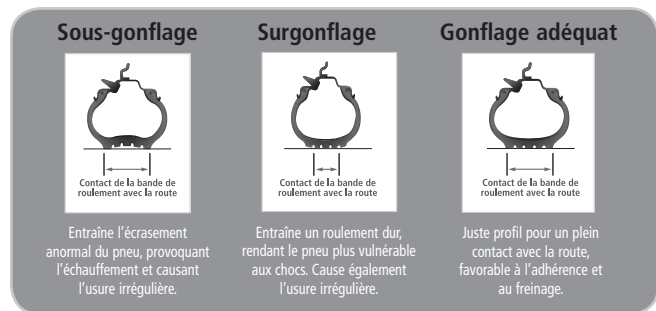 Sous-gonflage
Contact de la bande de
roulement avec la route
Entraîne l'écrasement
anormal du pneu, provoquant
l'échauffement et causant
l'usure irrégulière.
Surgonflage
Contact de la bande de
roulement avec la route
Entraîne un roulement dur,
rendant le pneu plus vulnérable
aux chocs. Cause également
l'usure irrégulière.
Gonflage adéquat
Contact de la bande de
roulement avec la route
Juste profil pour un plein
contact avec la route,
favorable à l'adhérence et
au freinage.